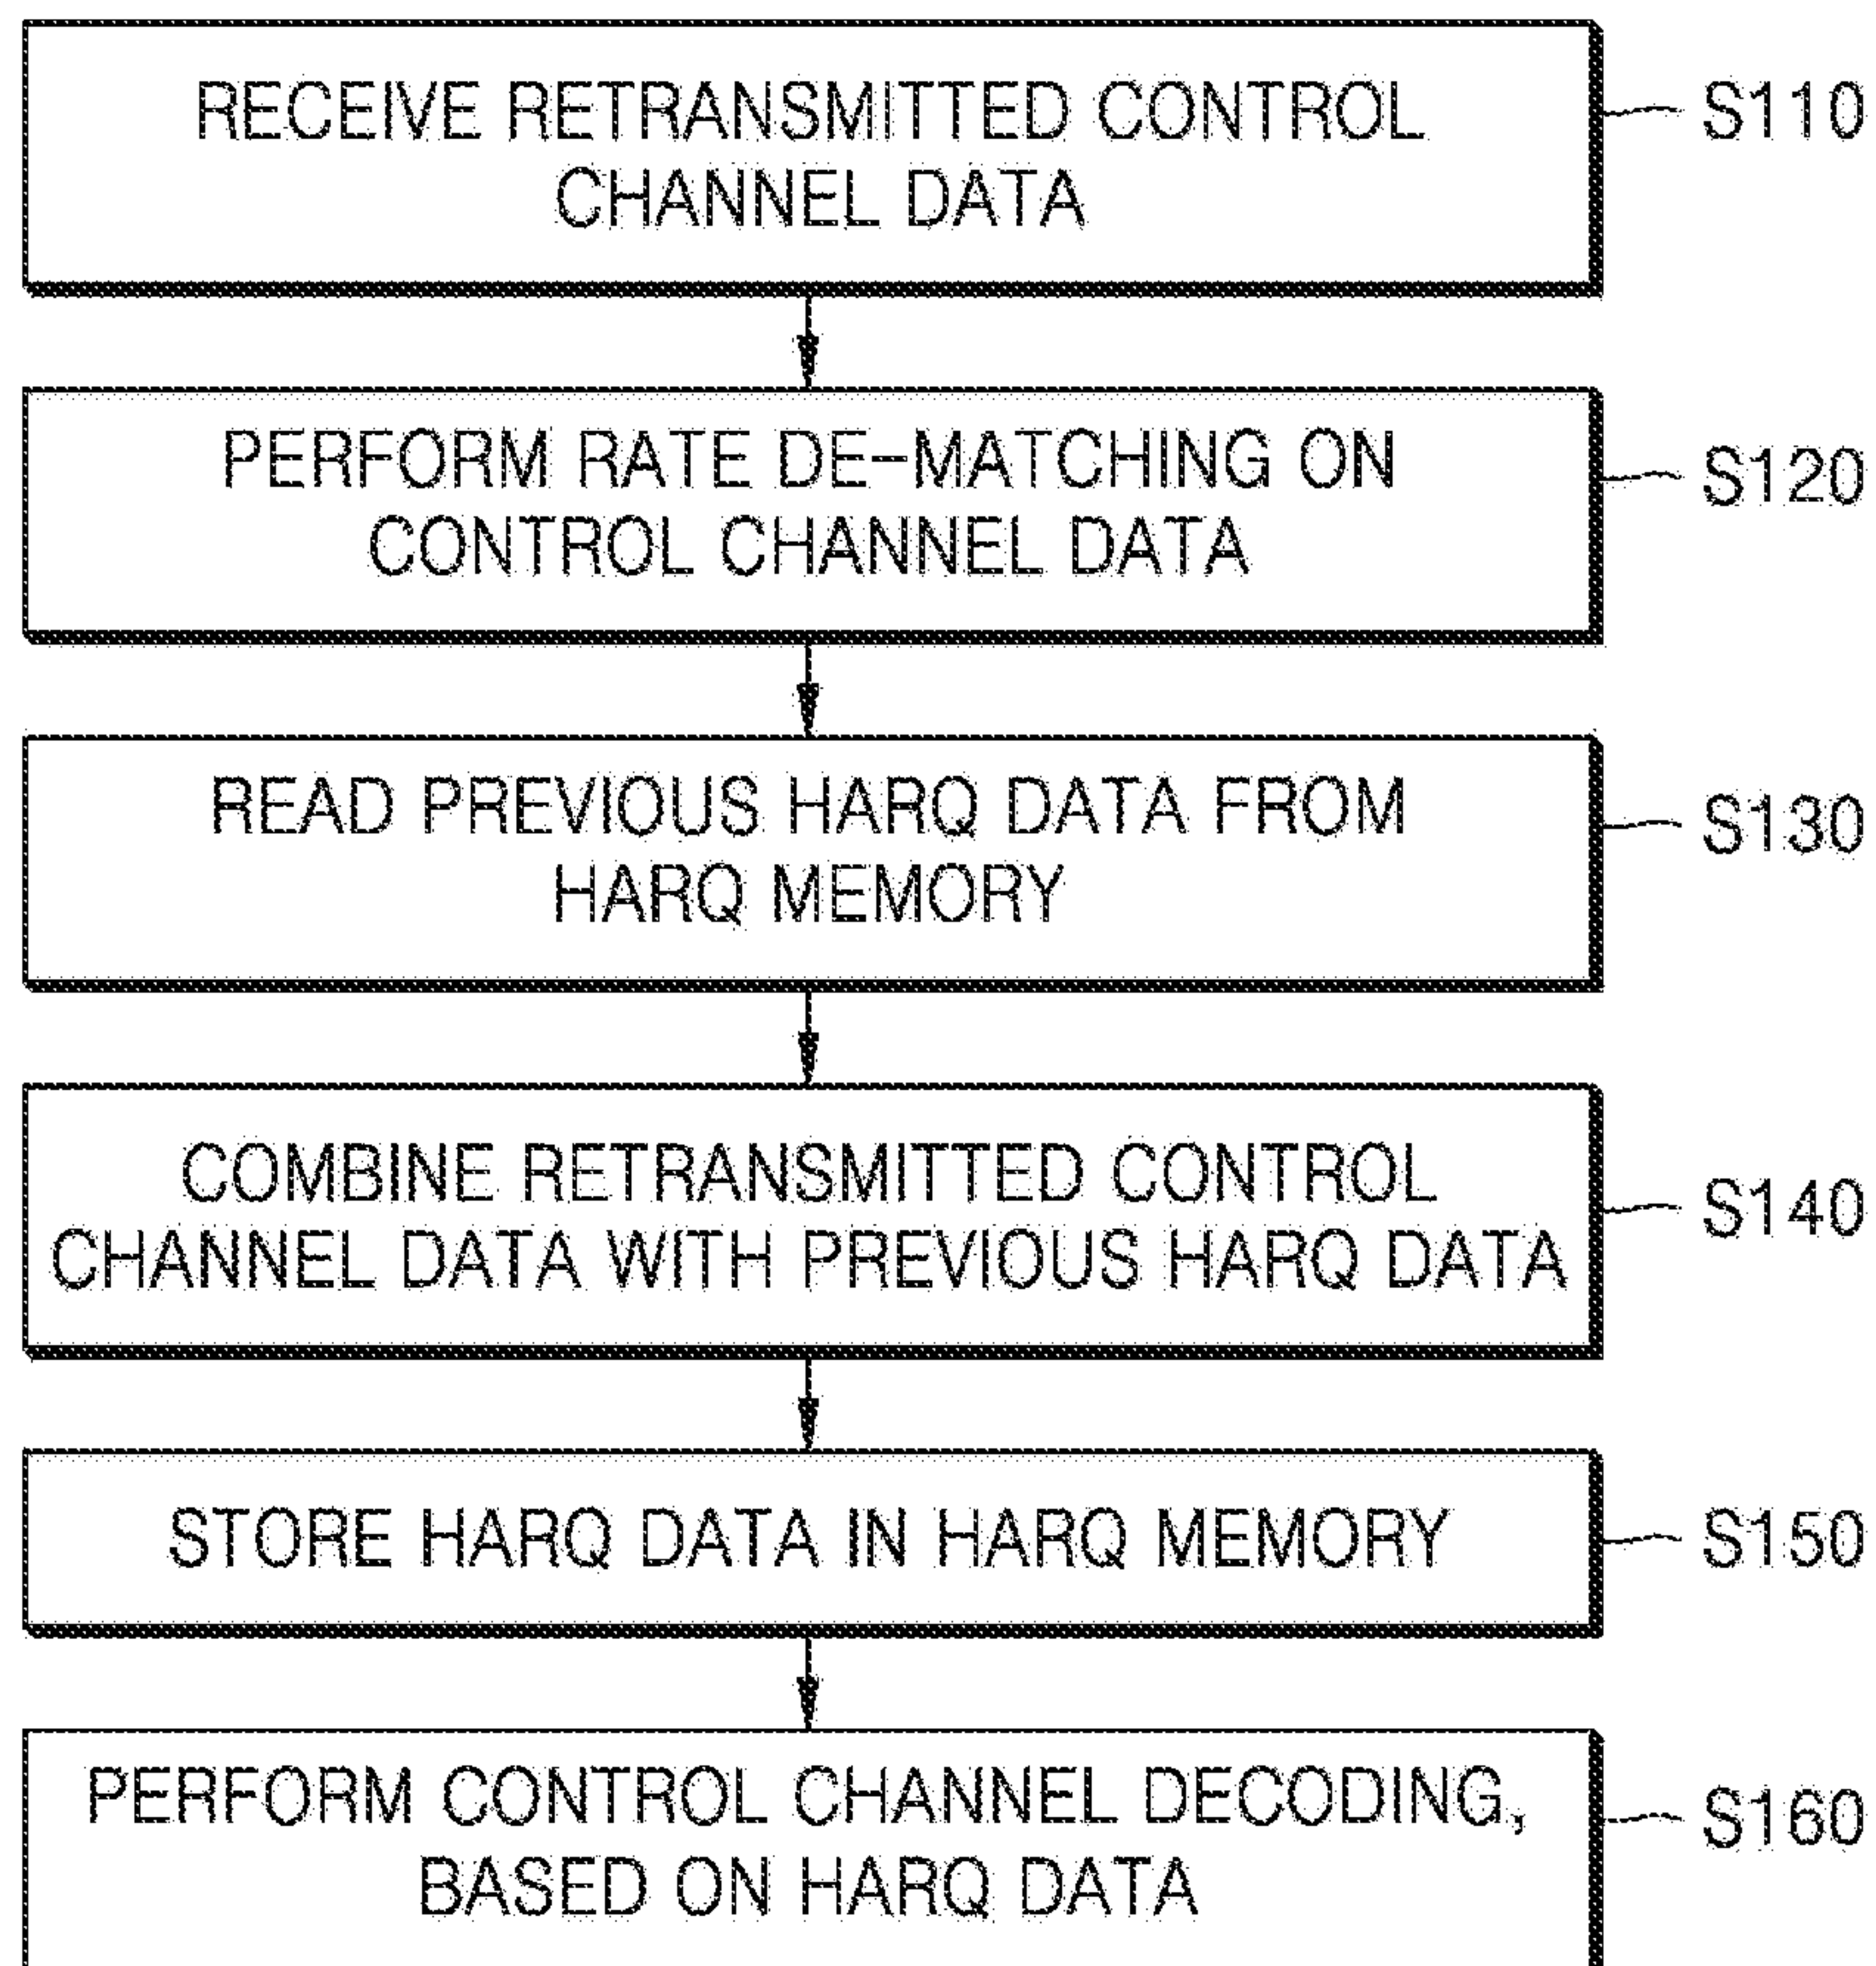 RECEIVE RETRANSMITTED CONTROL
CHANNEL DATA
S110
PERFORM RATE DE-MATCHING ON
CONTROL CHANNEL DATA
S120
READ PREVIOUS HARQ DATA FROM
HARQ MEMORY
S130
COMBINE RETRANSMITTED CONTROL
CHANNEL DATA WITH PREVIOUS HARQ DATA
S140
STORE HARQ DATA IN HARQ MEMORY
S150
PERFORM CONTROL CHANNEL DECODING,
BASED ON HARQ DATA
S160